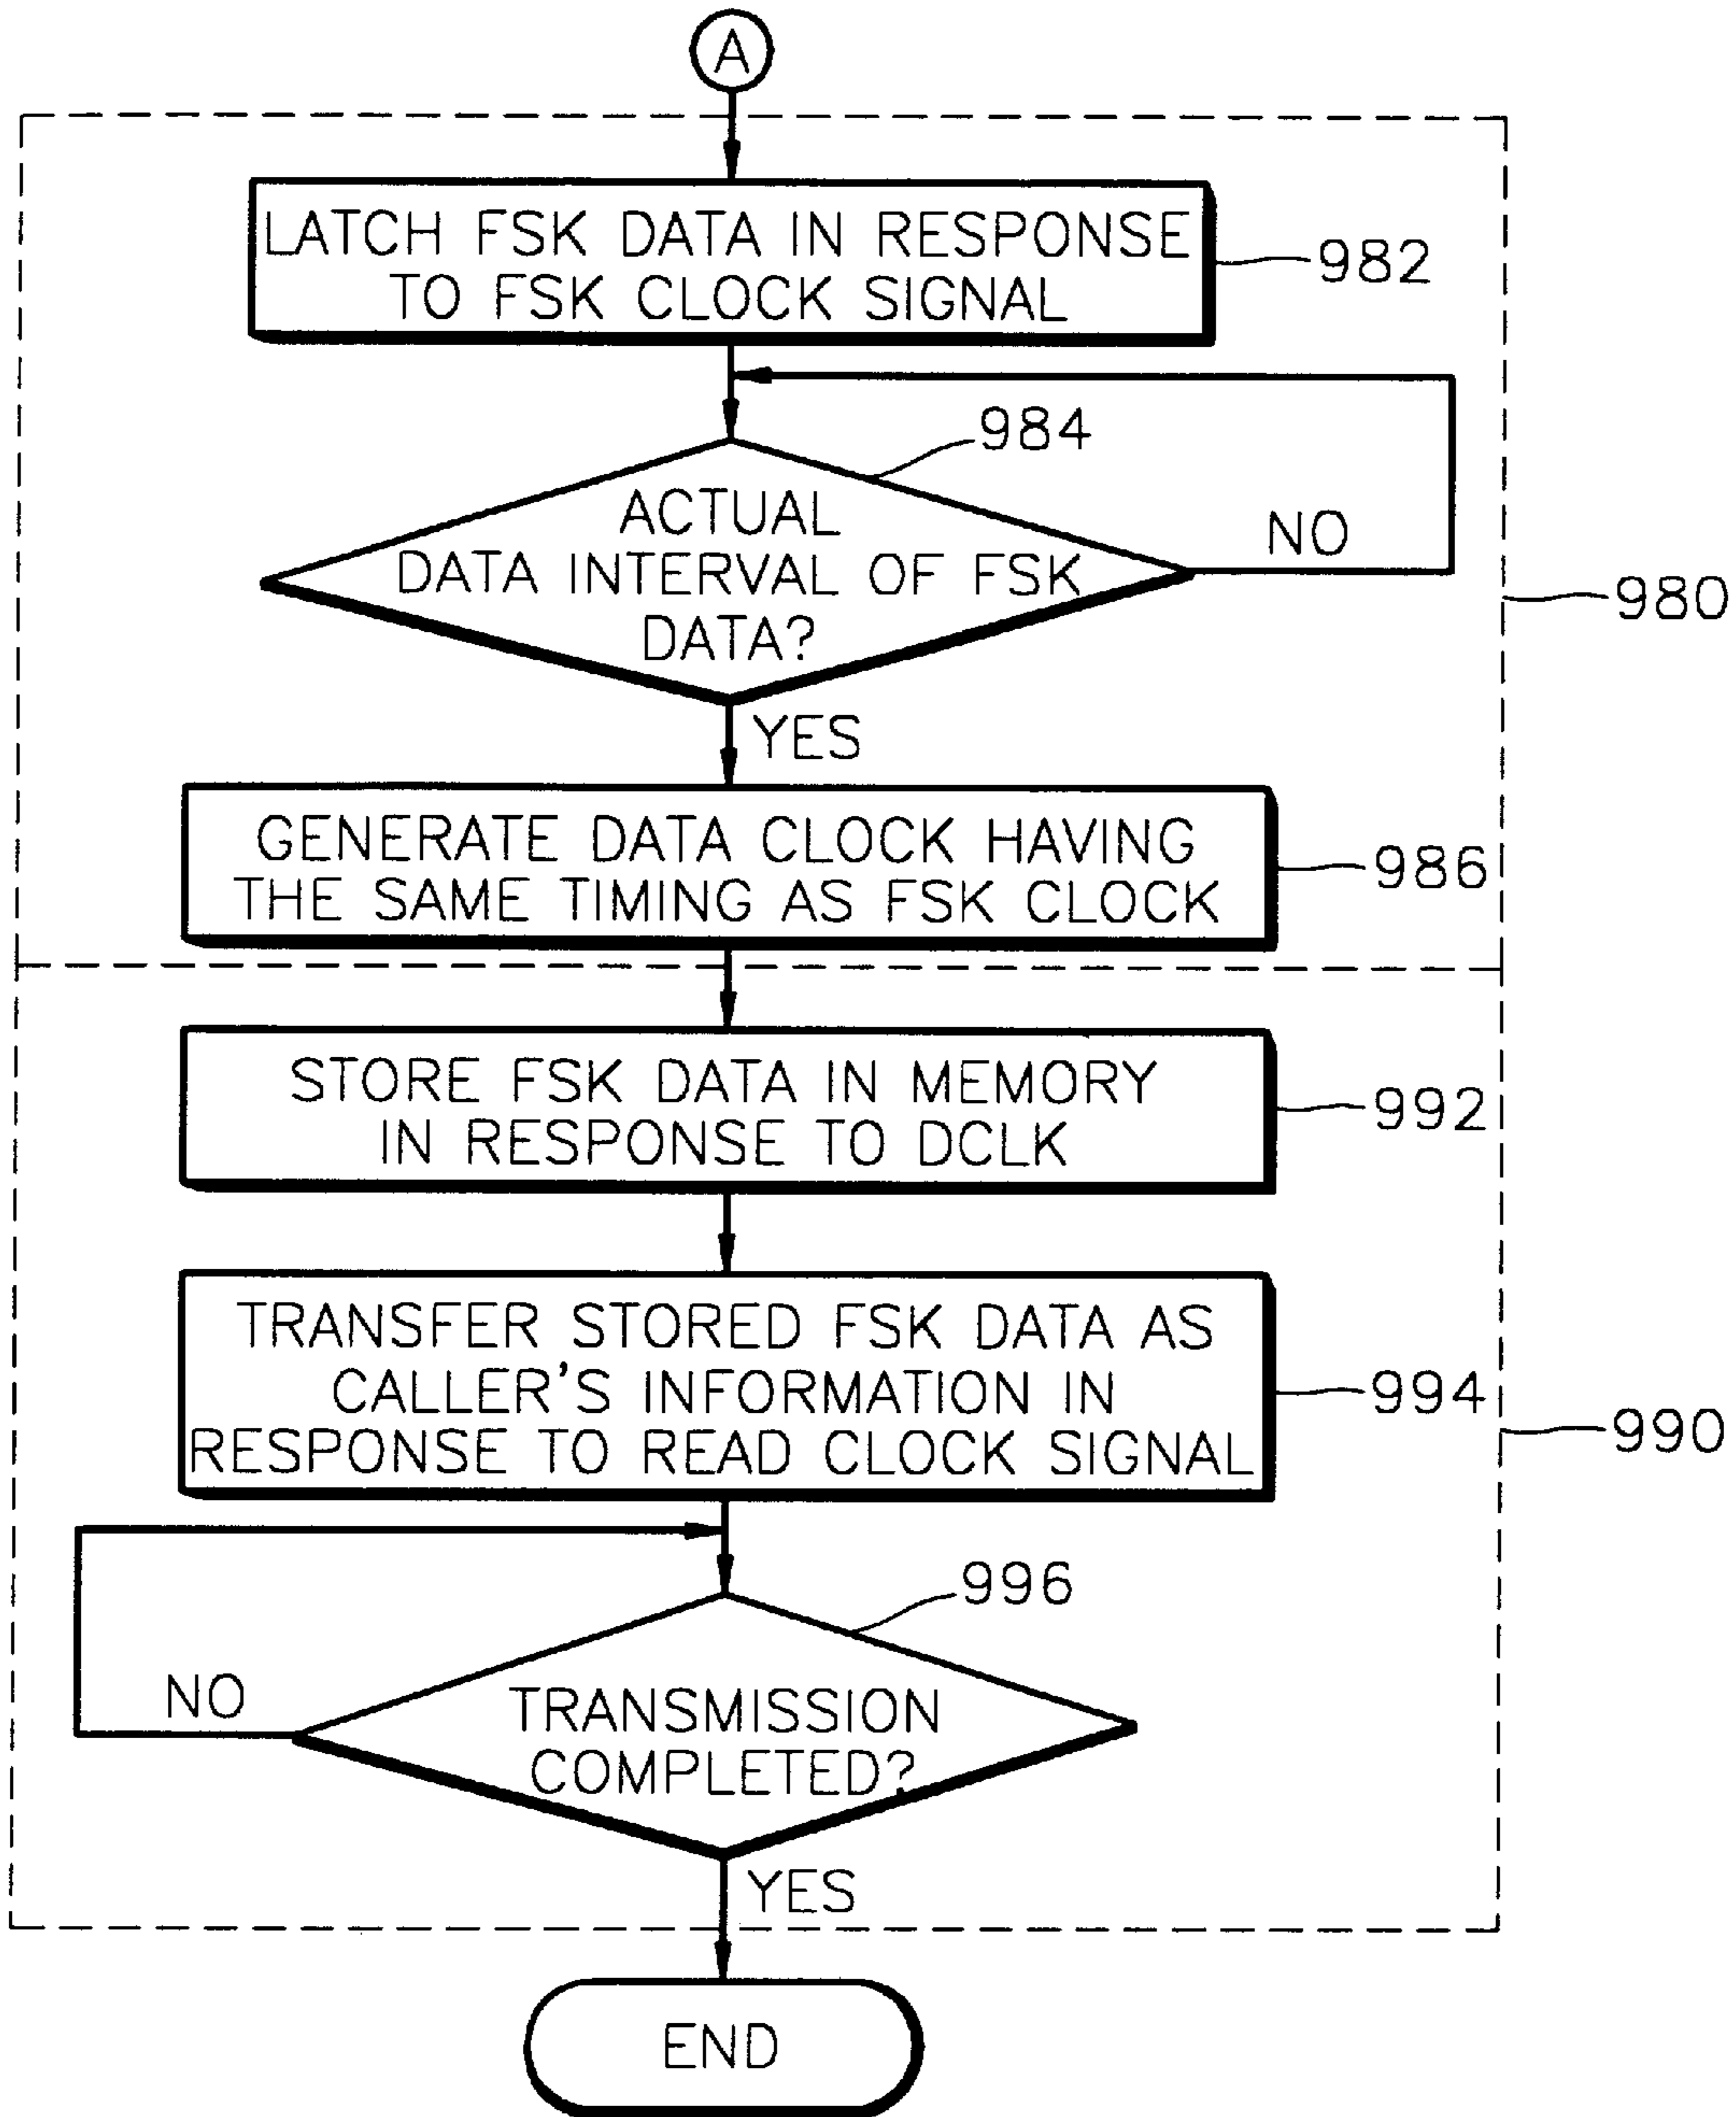 A
LATCH FSK DATA IN RESPONSE
TO FSK CLOCK SIGNAL
982
984
ACTUAL
DATA INTERVAL OF FSK
DATA?
NO
980
YES
GENERATE DATA CLOCK HAVING
THE SAME TIMING AS FSK CLOCK
986
STORE FSK DATA IN MEMORY
IN RESPONSE TO DCLK
992
TRANSFER STORED FSK DATA AS
CALLER'S INFORMATION IN
RESPONSE TO READ CLOCK SIGNAL
994
990
996
NO
TRANSMISSION
COMPLETED?
YES
END